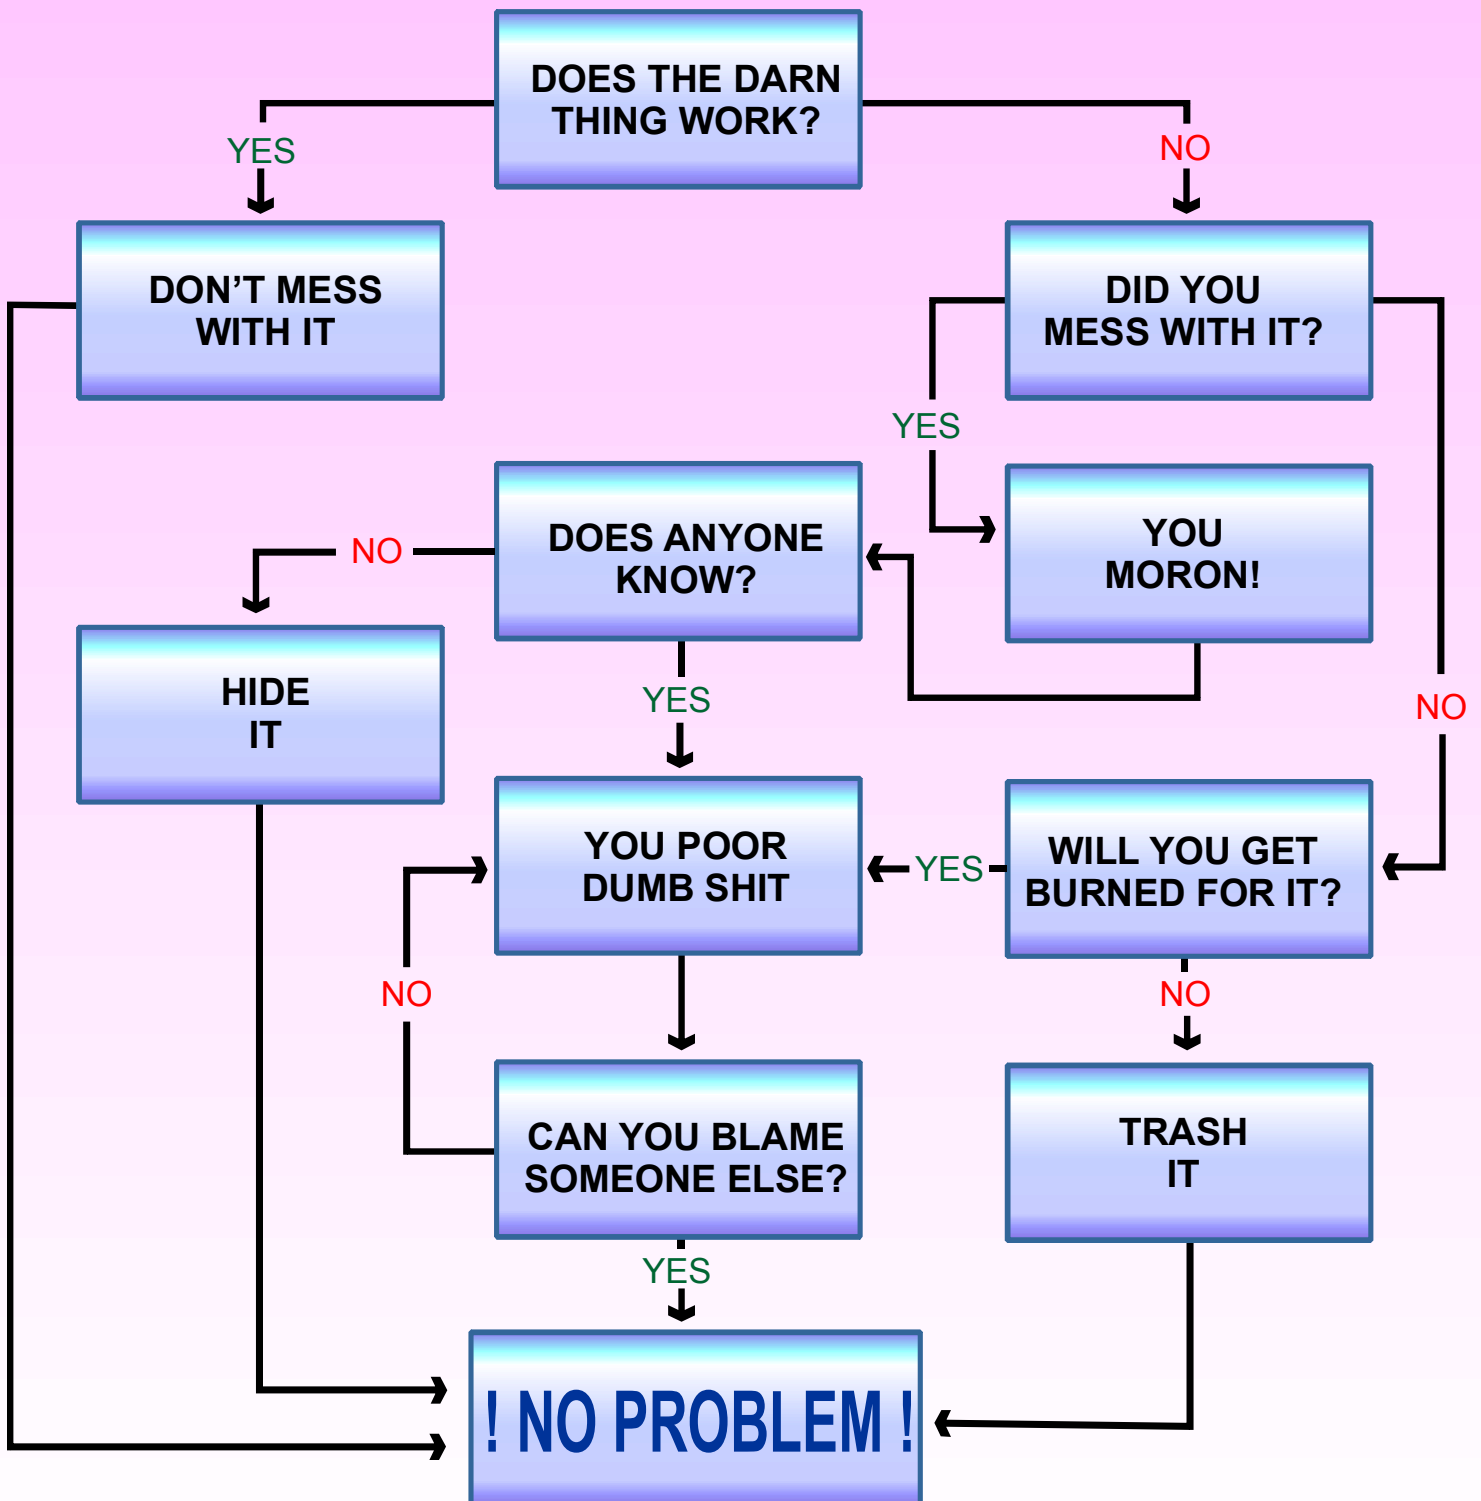 DOES THE DARN
THING WORK?
YES
NO
DON’T MESS
WITH IT
DID YOU
MESS WITH IT?
YES
DOES ANYONE
KNOW?
NO
YOU
MORON!
HIDE
IT
YES
NO
YOU POOR
DUMB SHIT
YES
WILL YOU GET
BURNED FOR IT?
NO
NO
CAN YOU BLAME
SOMEONE ELSE?
TRASH
IT
YES
! NO PROBLEM !